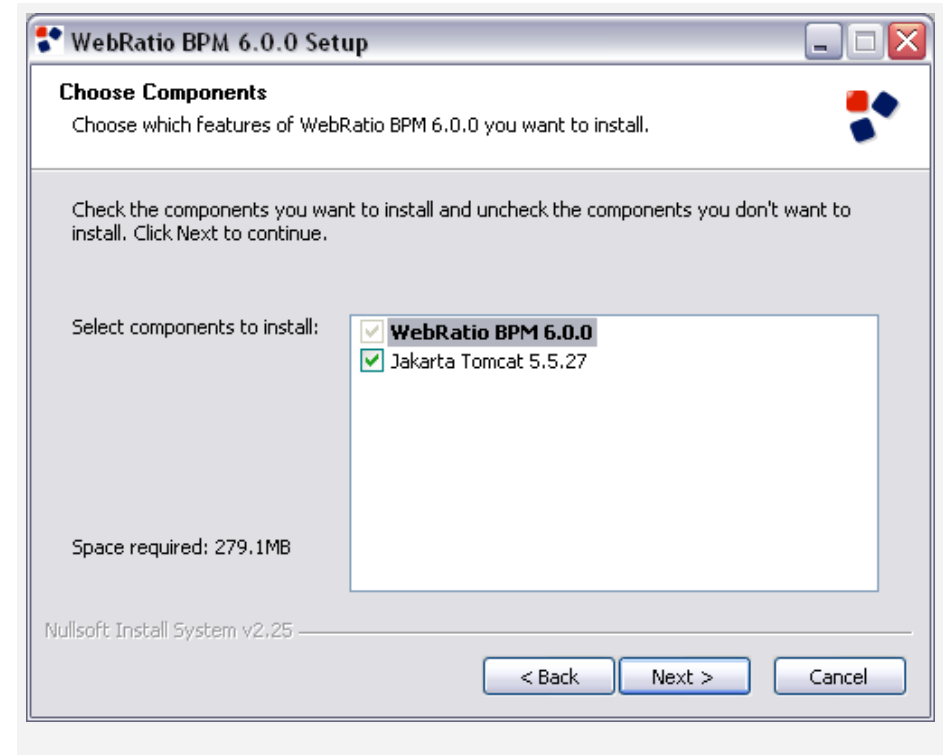 WebRatio BPM 6.0.0 Setup
Choose Components
Choose which features of WebRatio BPM 6.0.0 you want to install.
Check the components you want to install and uncheck the components you don't want to
install. Click Next to continue.
Select components to install:
WebRatio BPM 6.0.0
Jakarta Tomcat 5.5.27
Space required: 279.1MB
Nullsoft Install System v2.25
< Back
Next >
Cancel